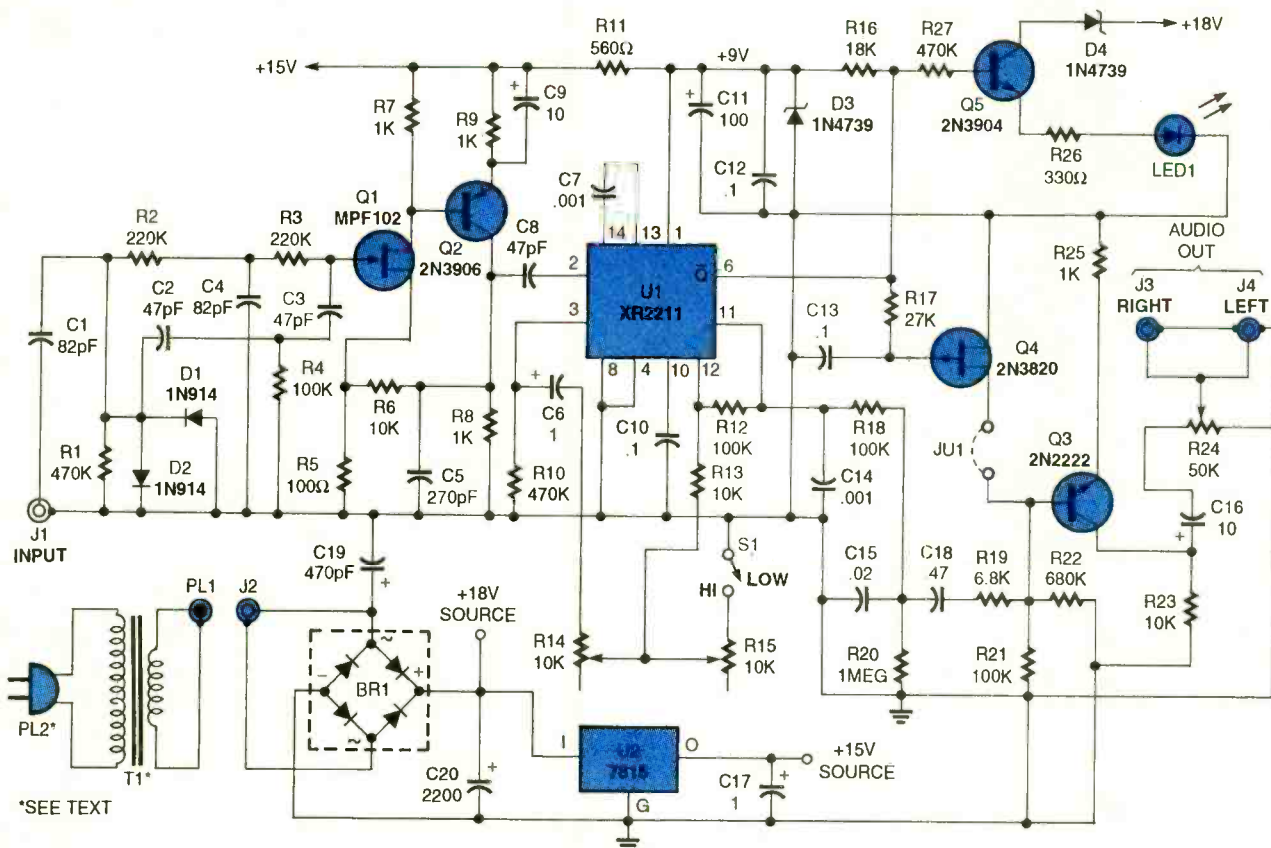 R11
560Ω
R16
18K
R27
470K
+18V
+15V
+9V
D4
1N4739
R7
1K
R9
1K
+
C9
10
+
C11
100
D3
1N4739
Q5
2N3904
R26
330Ω
LED1
C7
.001
C12
.1
Q1
MPF102
R2
220K
R3
220K
Q2
2N3906
C8
47pF
14
13
1
AUDIO
OUT
R25
1K
J3
RIGHT
J4
LEFT
2
Q̅
6
U1
XR2211
3
11
C2
47pF
C4
82pF
C3
47pF
C1
82pF
R17
27K
C13
.1
8
4
10
12
Q4
2N3820
R4
100K
D1
1N914
R6
10K
+
C6
1
R8
1K
C10
.1
R12
100K
R18
100K
JU1
R24
50K
Q3
2N2222
R1
470K
D2
1N914
R5
100Ω
C5
270pF
R10
470K
R13
10K
C14
.001
C16
10
+
J1
INPUT
C19
470pF
+
S1
LOW
HI
C15
.02
C18
47
R19
6.8K
R22
680K
R23
10K
PL1
J2
+18V
SOURCE
R14
10K
R15
10K
R20
1MEG
R21
100K
~
−
BR1
+
~
PL2*
T1*
I
U2
7815
O
G
+15V
SOURCE
C20
2200
+
C17
1
+
*SEE TEXT